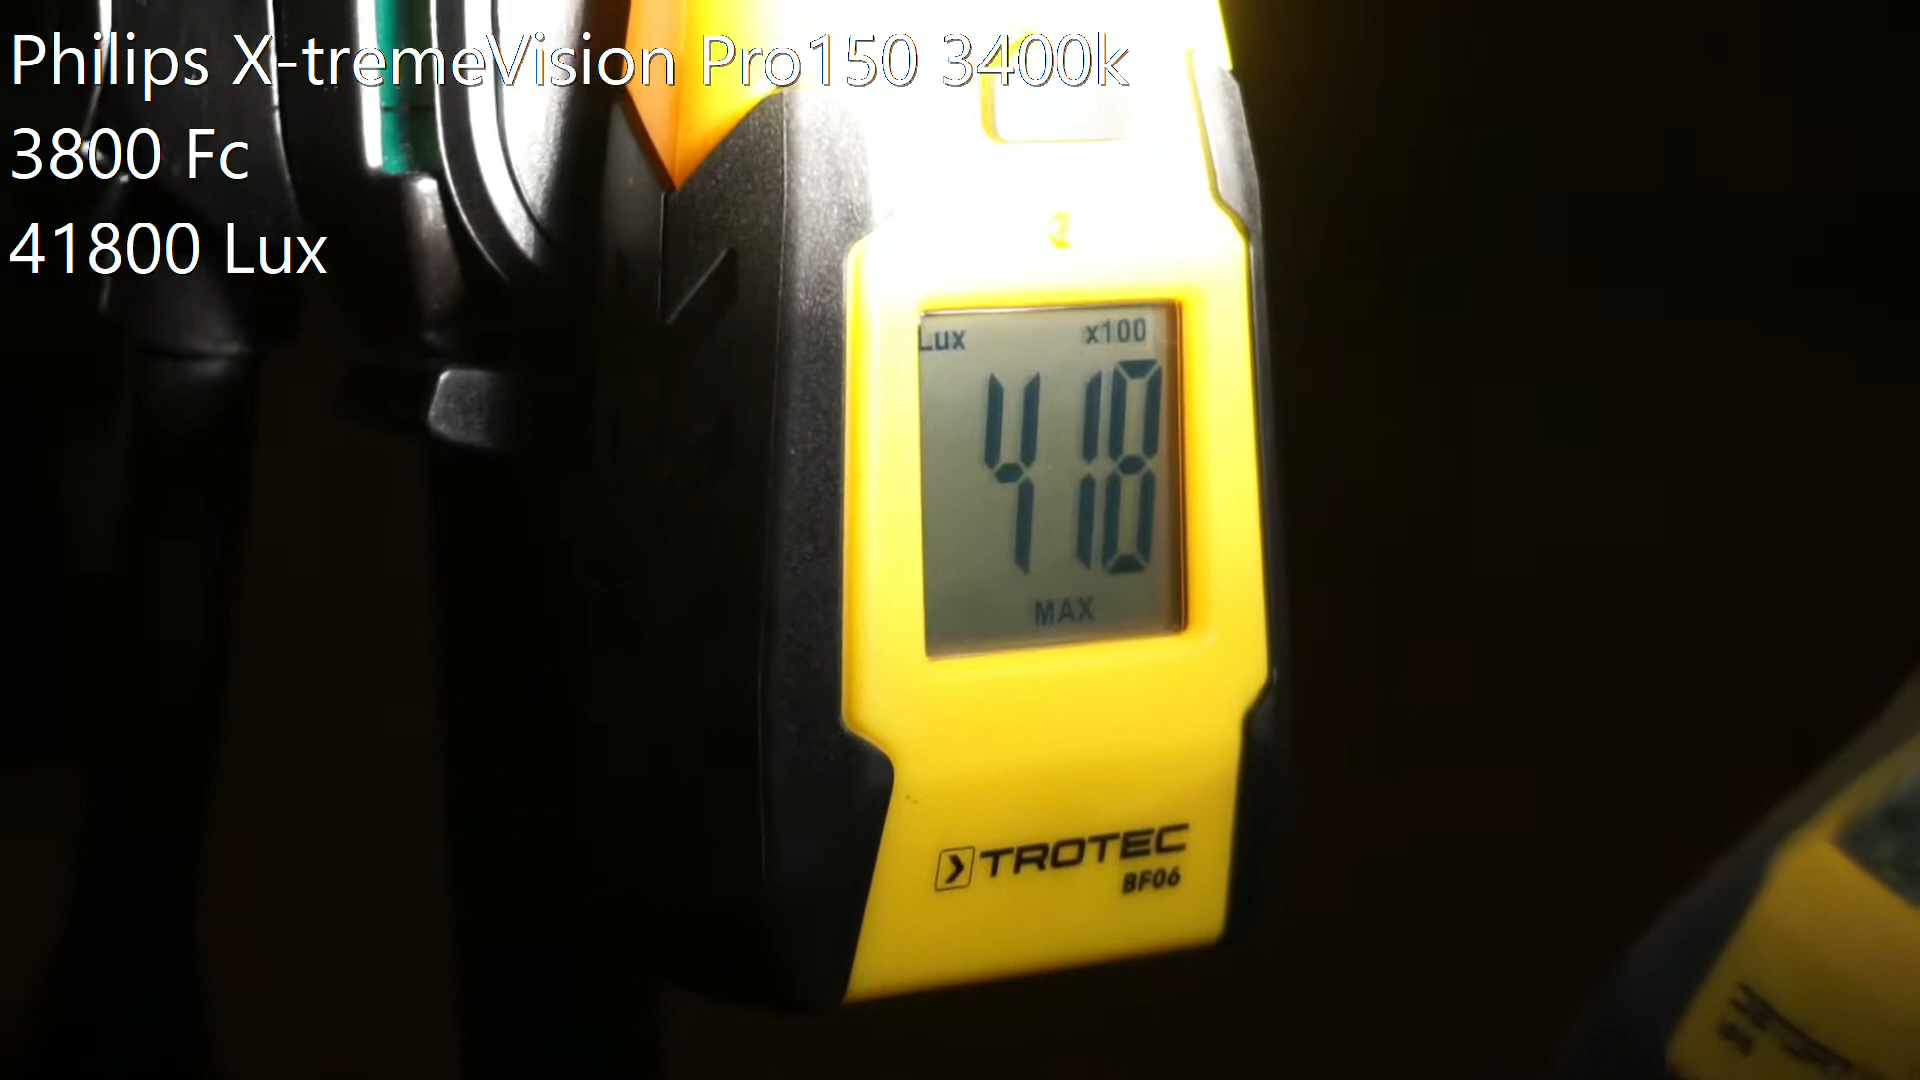 Philips X-tremeVision Pro150 3400k
3800 Fc
41800 Lux
Lux x100
418
MAX
TROTEC
BF06